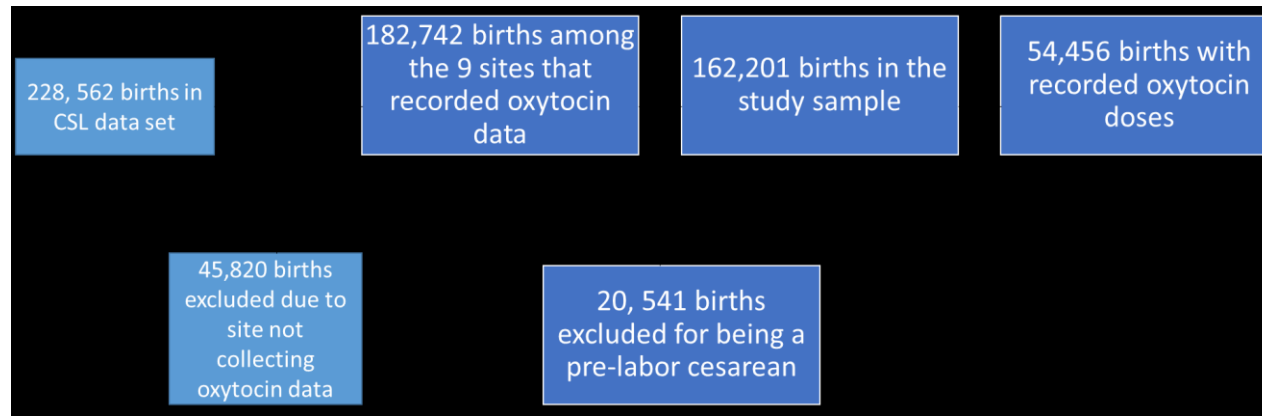 228, 562 births in
CSL data set
182,742 births among
the 9 sites that
recorded oxytocin
data
162,201 births in the
study sample
54,456 births with
recorded oxytocin
doses
45,820 births
excluded due to
site not
collecting
oxytocin data
20, 541 births
excluded for being a
pre-labor cesarean